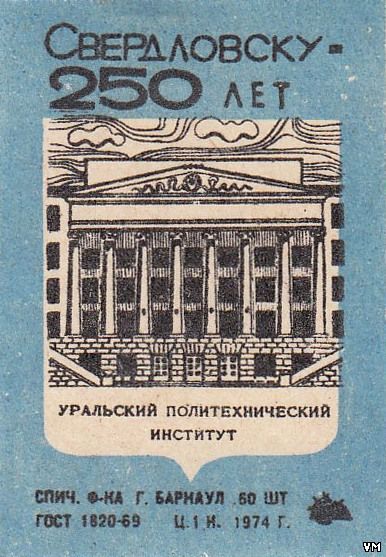 СВЕРДЛОВСКУ-
250 ЛЕТ
УРАЛЬСКИЙ ПОЛИТЕХНИЧЕСКИЙ
ИНСТИТУТ
СПИЧ. Ф-КА Г. БАРНАУЛ .60 ШТ
ГОСТ 1820-69 Ц.1 К. 1974 Г.
VM